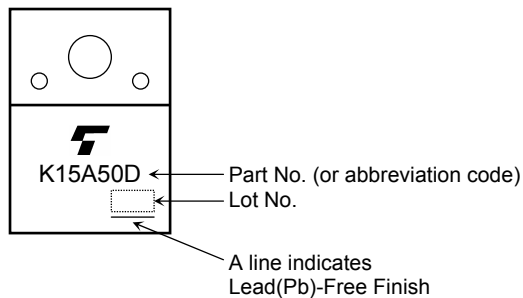 K15A50D
Part No. (or abbreviation code)
Lot No.
A line indicates
Lead(Pb)-Free Finish